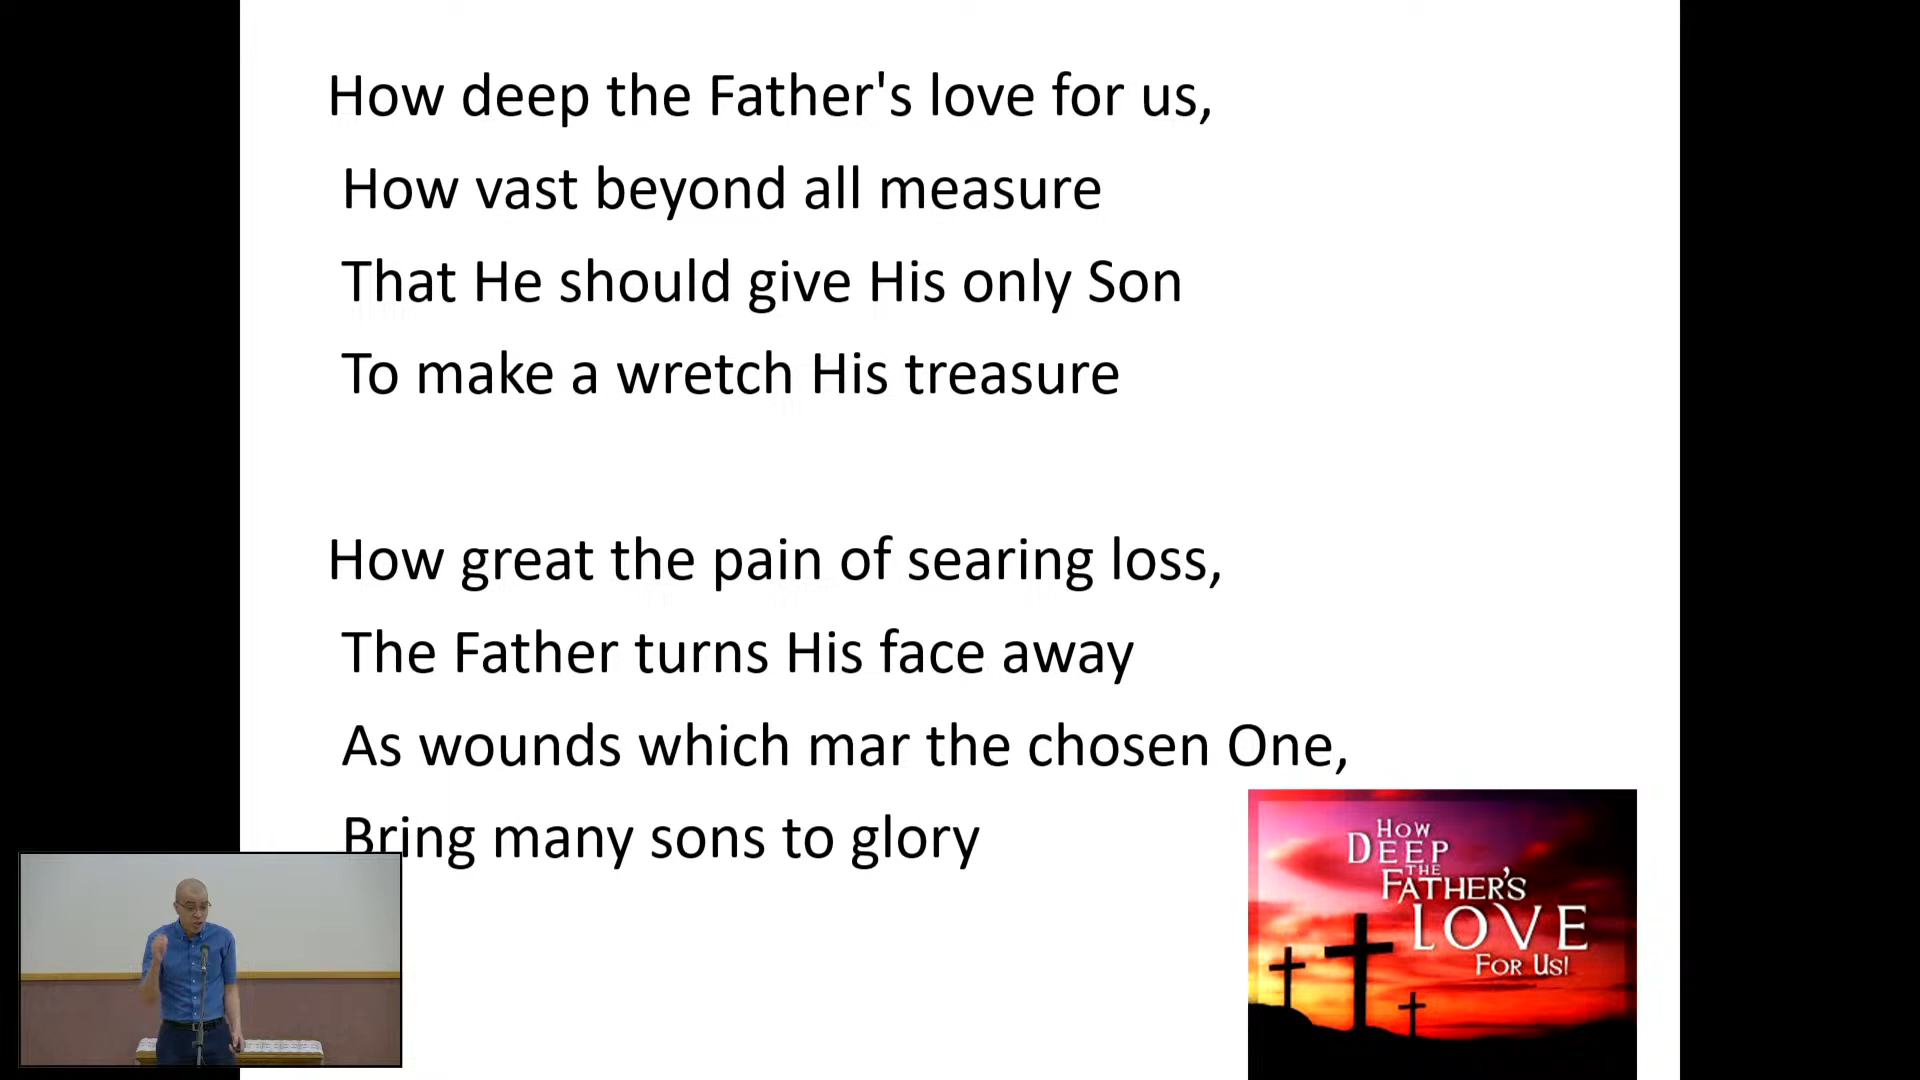 How deep the Father's love for us,
How vast beyond all measure
That He should give His only Son
To make a wretch His treasure
How great the pain of searing loss,
The Father turns His face away
As wounds which mar the chosen One,
Bring many sons to glory
HOW
DEEP
THE
FATHER'S
LOVE
FOR US!